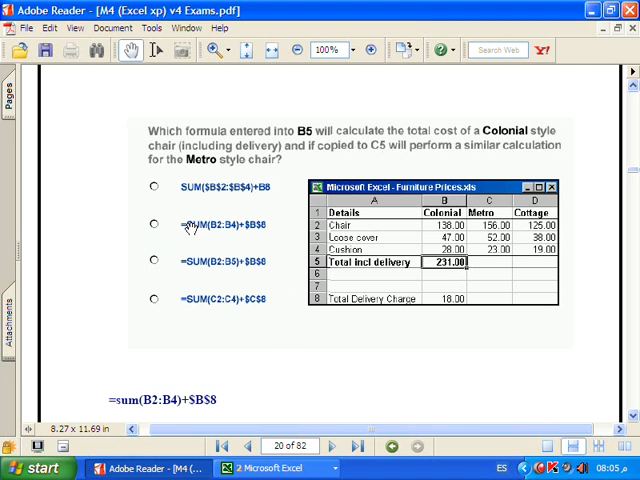 Adobe Reader - [M4 (Excel xp) v4 Exams.pdf]
File Edit View Document Tools Window Help
100% Search Web Y!
Pages
Attachments
Which formula entered into B5 will calculate the total cost of a Colonial style
chair (including delivery) and if copied to C5 will perform a similar calculation
for the Metro style chair?
SUM($B$2:$B$4)+B8
=SUM(B2:B4)+$B$8
=SUM(B2:B5)+$B$8
=SUM(C2:C4)+$C$8
Microsoft Excel - Furniture Prices.xls
A B C D
1 Details Colonial Metro Cottage
2 Chair 138.00 156.00 125.00
3 Loose cover 47.00 52.00 38.00
4 Cushion 28.00 23.00 19.00
5 Total incl delivery 231.00
6
7
8 Total Delivery Charge 18.00
=sum(B2:B4)+$B$8
8.27 x 11.69 in
20 of 82
start Adobe Reader - [M4 (... 2 Microsoft Excel ES 08:05 م